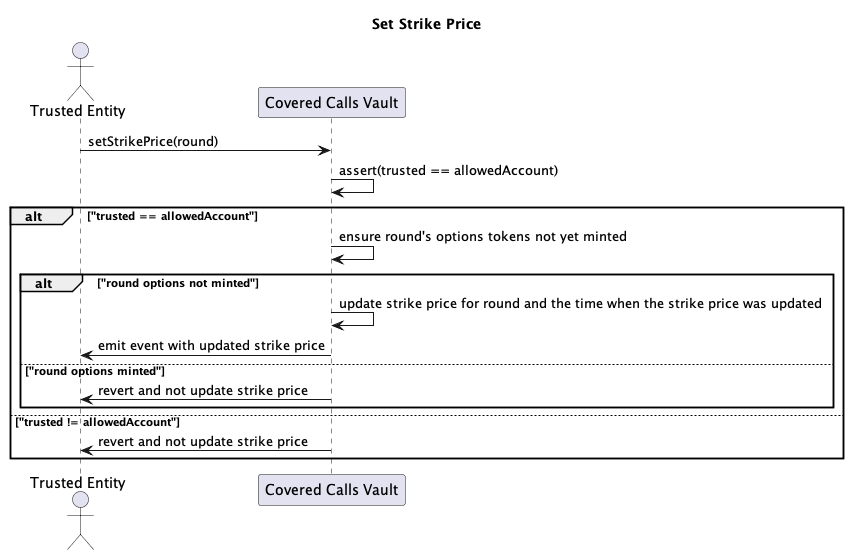 Set Strike Price
Trusted Entity
Covered Calls Vault
setStrikePrice(round)
assert(trusted == allowedAccount)
alt
["trusted == allowedAccount"]
ensure round's options tokens not yet minted
alt
["round options not minted"]
update strike price for round and the time when the strike price was updated
emit event with updated strike price
["round options minted"]
revert and not update strike price
["trusted != allowedAccount"]
revert and not update strike price
Trusted Entity
Covered Calls Vault